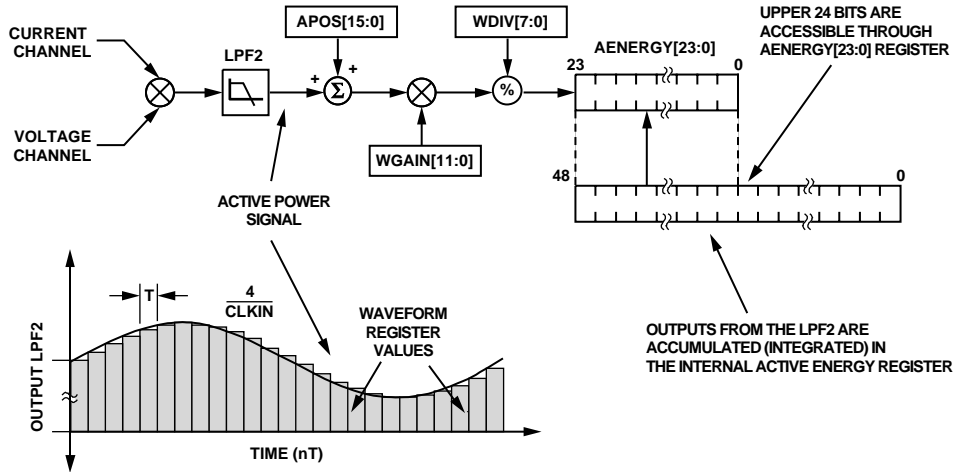 CURRENT
CHANNEL
VOLTAGE
CHANNEL
LPF2
APOS[15:0]
+
+
Σ
WGAIN[11:0]
WDIV[7:0]
%
AENERGY[23:0]
23
0
UPPER 24 BITS ARE
ACCESSIBLE THROUGH
AENERGY[23:0] REGISTER
48
0
ACTIVE POWER
SIGNAL
OUTPUT LPF2
T
4
CLKIN
WAVEFORM
REGISTER
VALUES
TIME (nT)
OUTPUTS FROM THE LPF2 ARE
ACCUMULATED (INTEGRATED) IN
THE INTERNAL ACTIVE ENERGY REGISTER